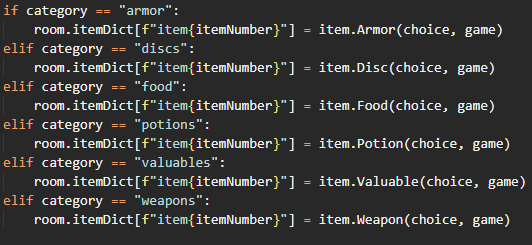 if category == "armor":
    room.itemDict[f"item{itemNumber}"] = item.Armor(choice, game)
elif category == "discs":
    room.itemDict[f"item{itemNumber}"] = item.Disc(choice, game)
elif category == "food":
    room.itemDict[f"item{itemNumber}"] = item.Food(choice, game)
elif category == "potions":
    room.itemDict[f"item{itemNumber}"] = item.Potion(choice, game)
elif category == "valuables":
    room.itemDict[f"item{itemNumber}"] = item.Valuable(choice, game)
elif category == "weapons":
    room.itemDict[f"item{itemNumber}"] = item.Weapon(choice, game)